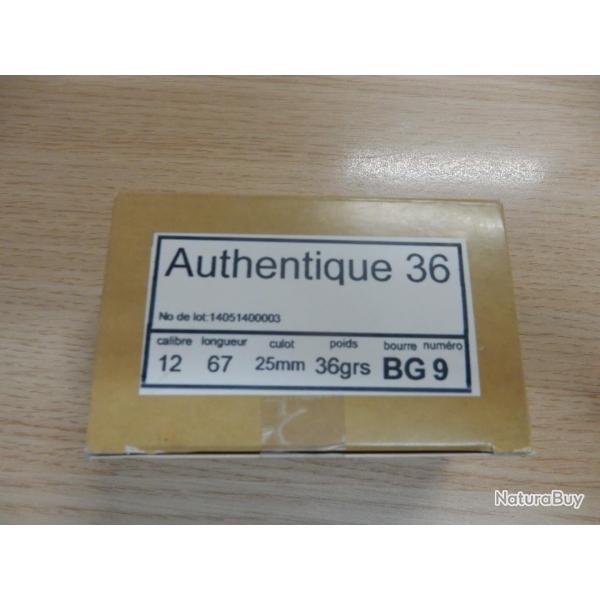 Authentique 36
No de lot:14051400003
calibre longueur culot poids bourre numéro
12 67 25mm 36grs BG 9
NaturaBuy